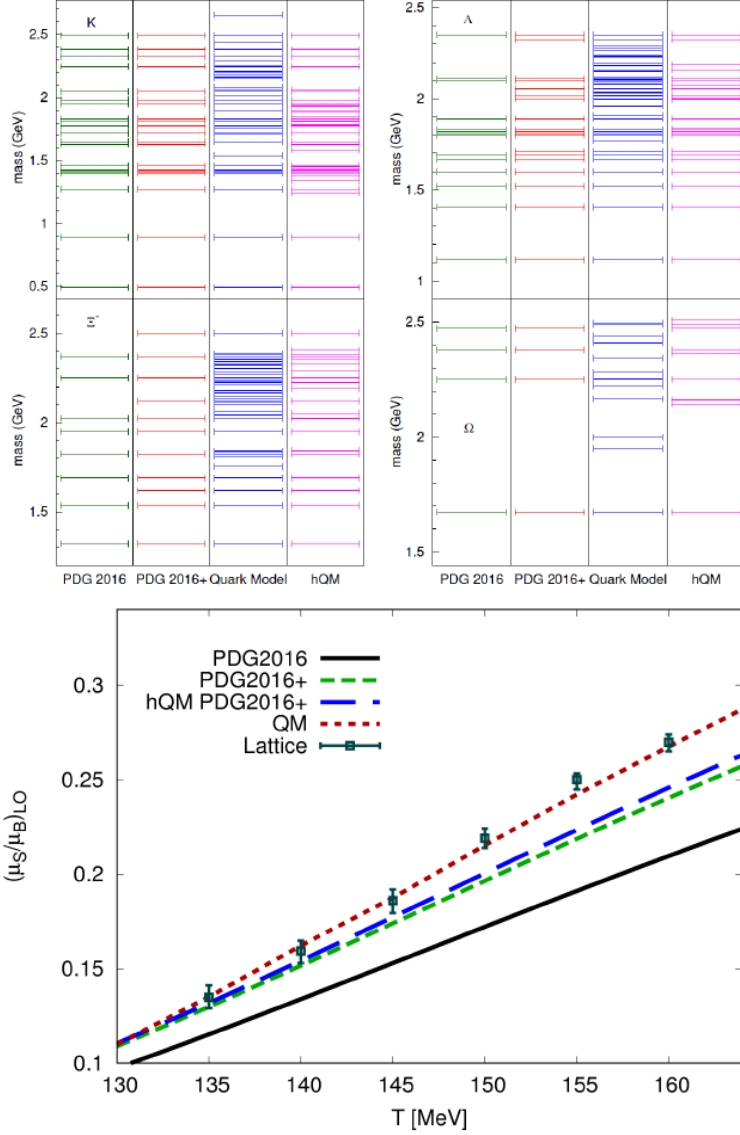 K
2.5
2
1.5
1
0.5
mass (GeV)
Λ
2.5
2
1.5
1
mass (GeV)
Ξ
2.5
2
1.5
mass (GeV)
PDG 2016 PDG 2016+ Quark Model hQM
Ω
2.5
2
1.5
mass (GeV)
PDG 2016 PDG 2016+ Quark Model hQM
PDG2016
PDG2016+
hQM PDG2016+
QM
Lattice
0.3
0.25
0.2
0.15
0.1
(μS/μB)LO
130 135 140 145 150 155 160
T [MeV]